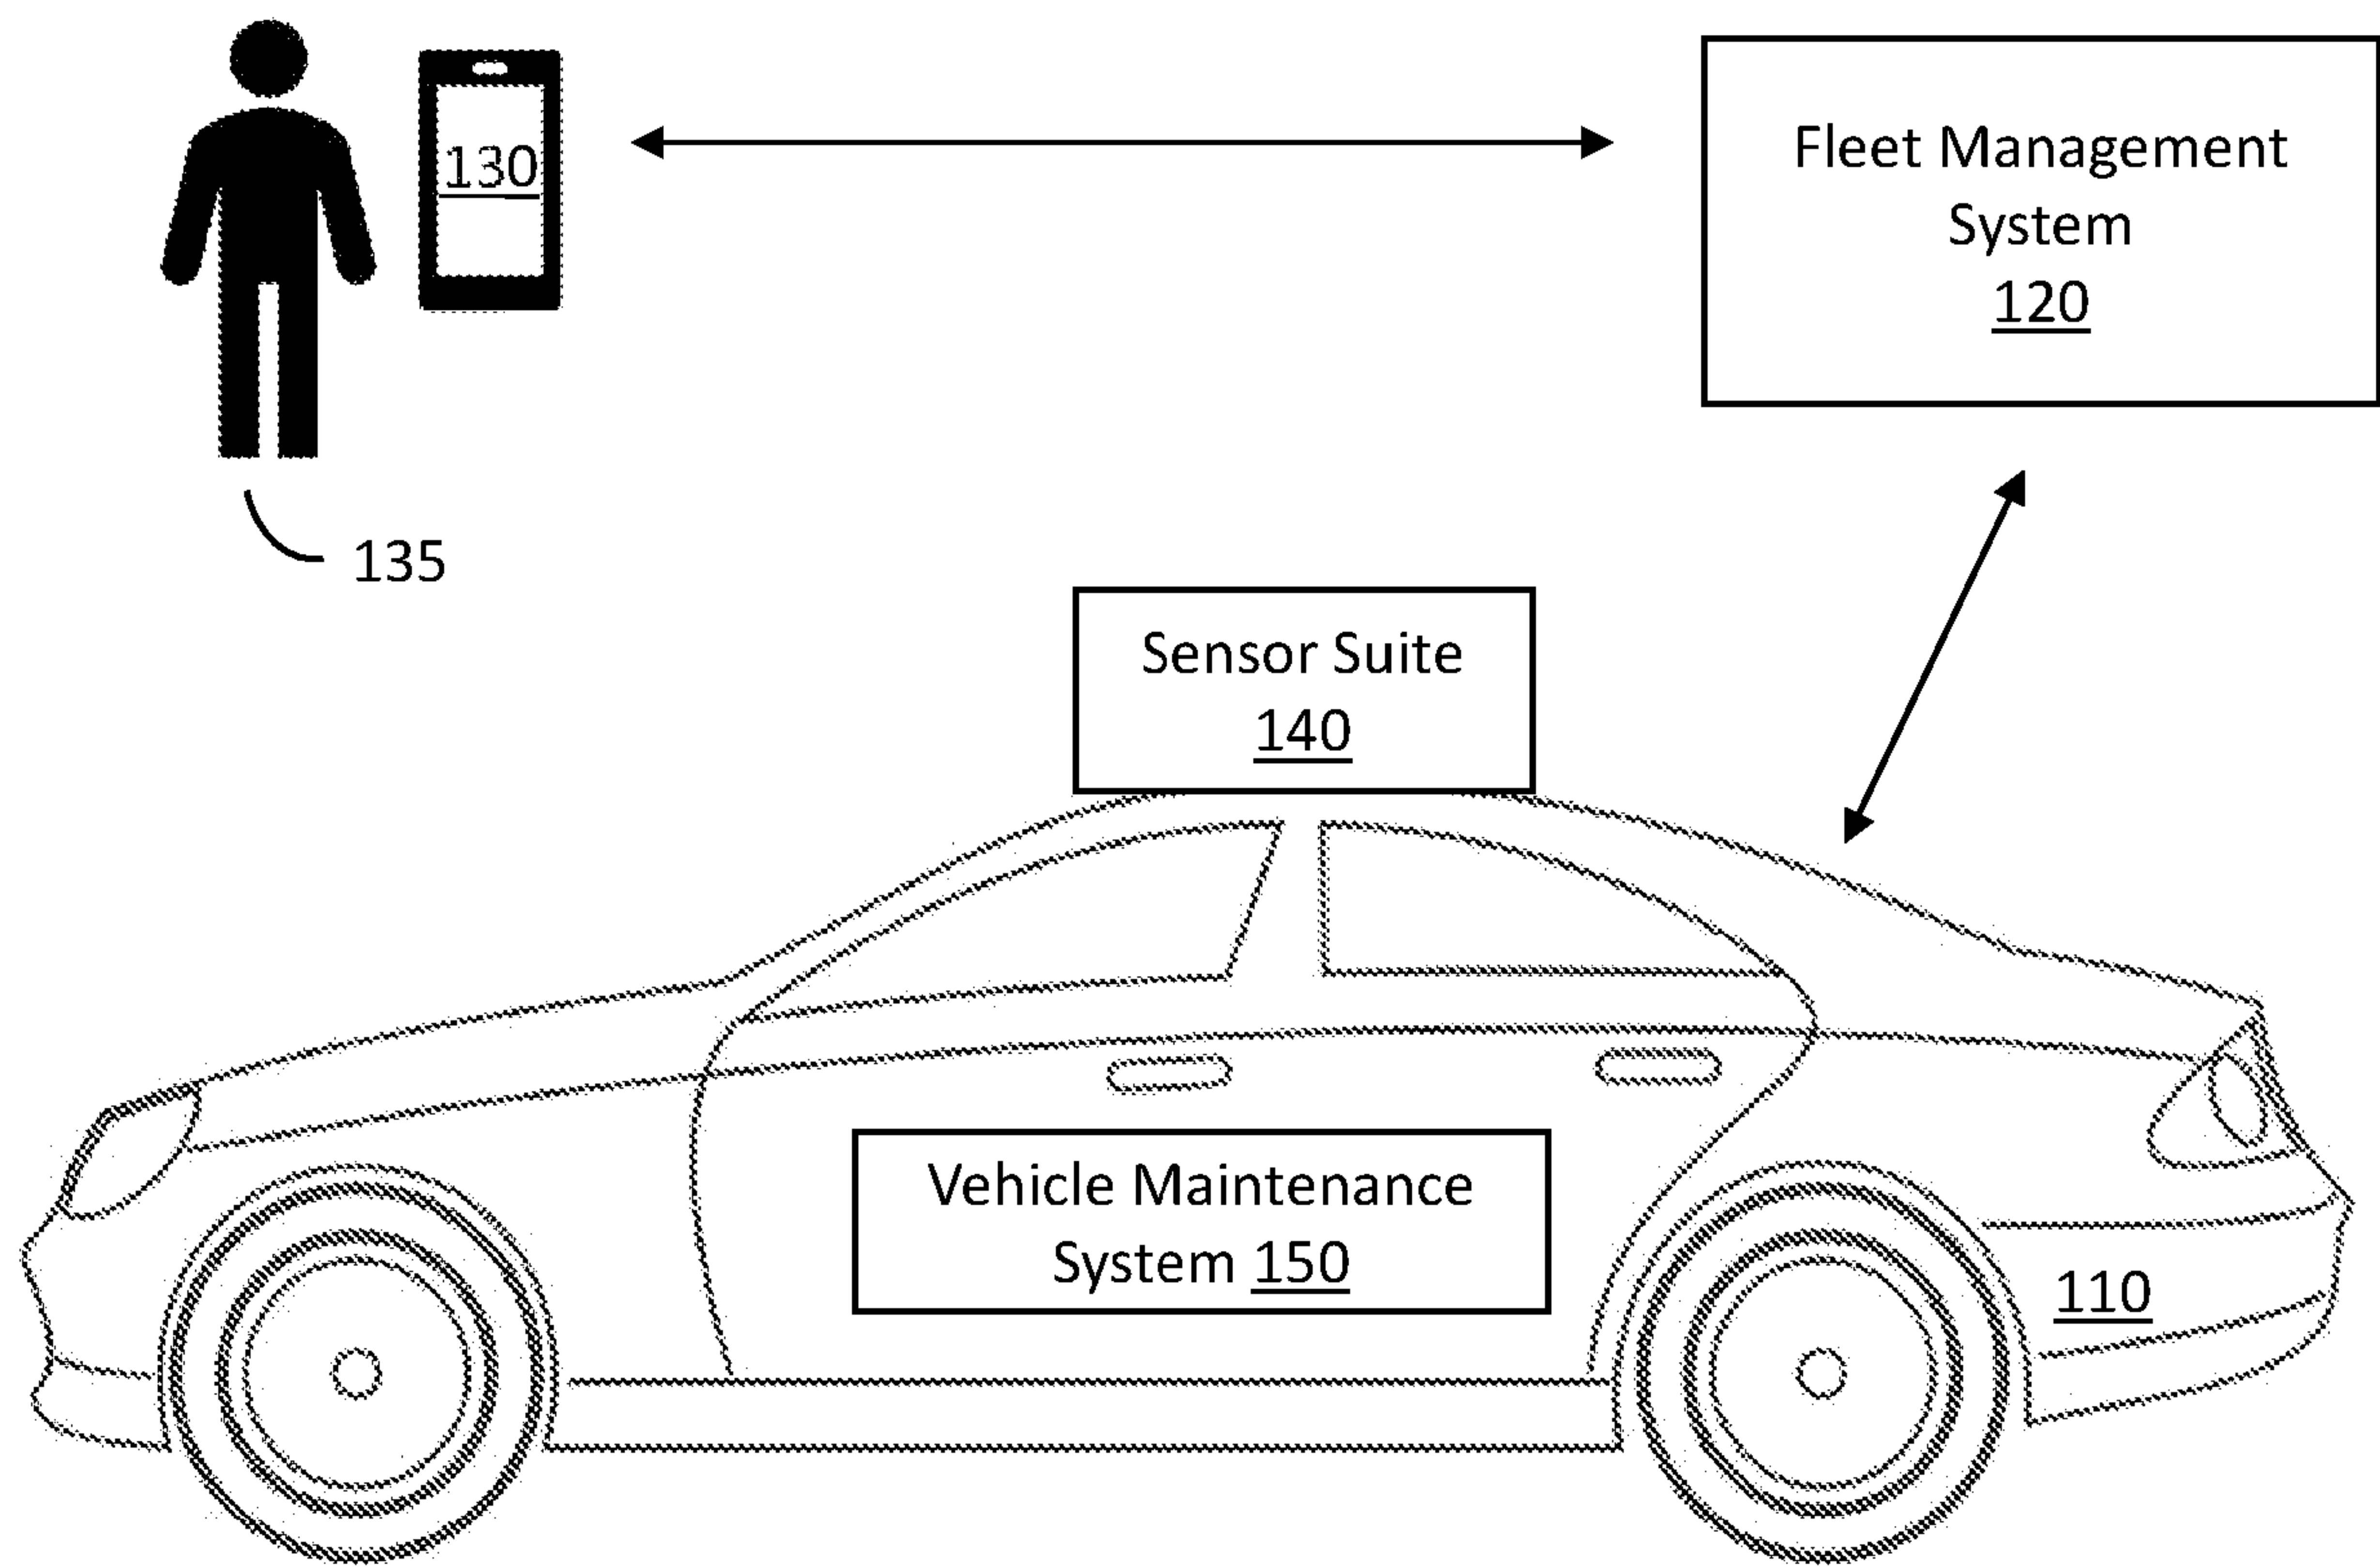 130
Fleet Management
System
120
135
Sensor Suite
140
Vehicle Maintenance
System 150
110